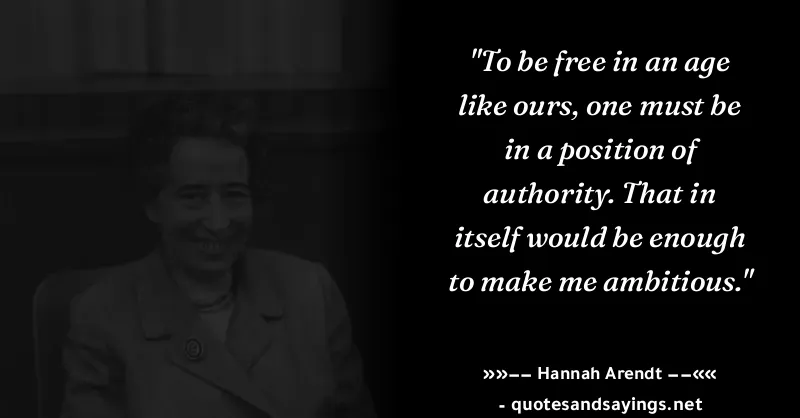 "To be free in an age
like ours, one must be
in a position of
authority. That in
itself would be enough
to make me ambitious."
»»–– Hannah Arendt ––««
- quotesandsayings.net